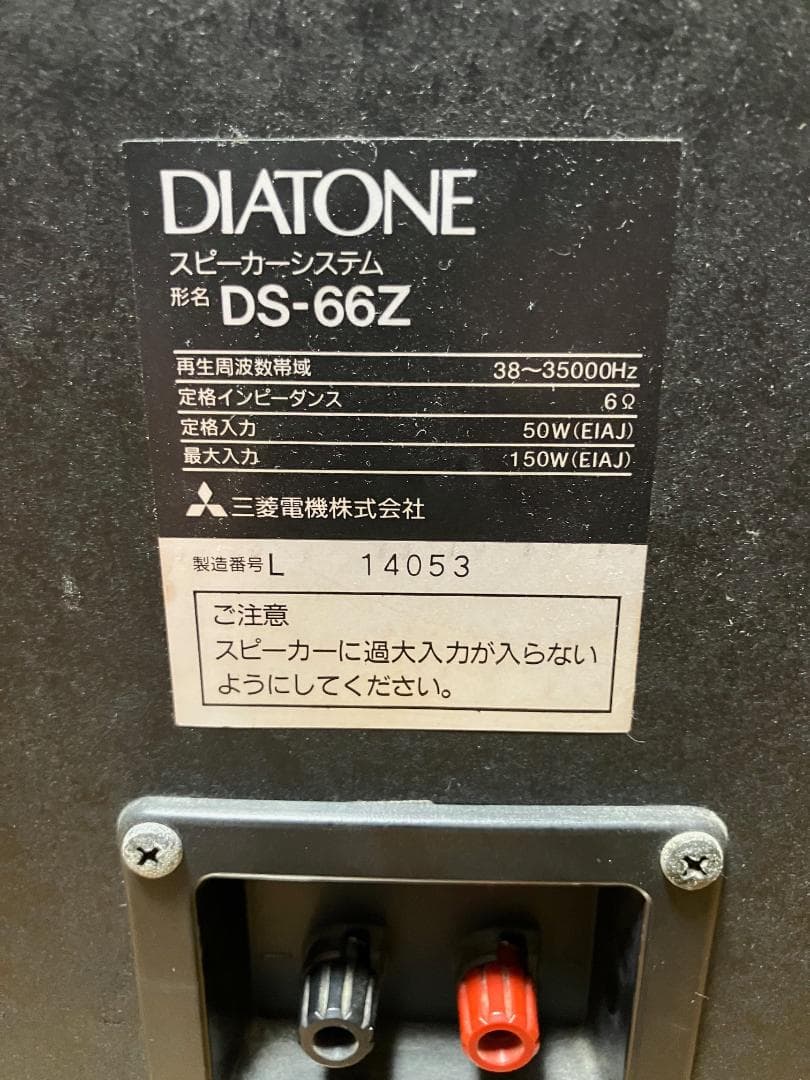 DIATONE
スピーカーシステム
形名 DS-66Z
再生周波数帯域 38～35000Hz
定格インピーダンス 6Ω
定格入力 50W(EIAJ)
最大入力 150W(EIAJ)
三菱電機株式会社
製造番号 L 14053
ご注意
スピーカーに過大入力が入らない
ようにしてください。